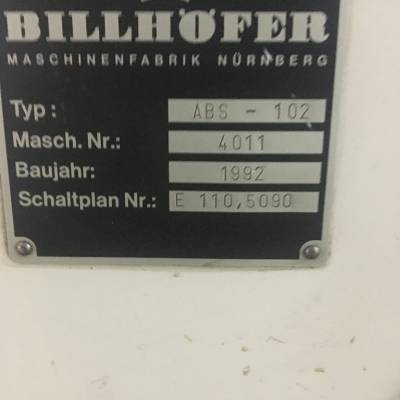 BILLHÖFER
MASCHINENFABRIK NÜRNBERG
Typ: ABS - 102
Masch. Nr.: 4011
Baujahr: 1992
Schaltplan Nr.: E 110,5090